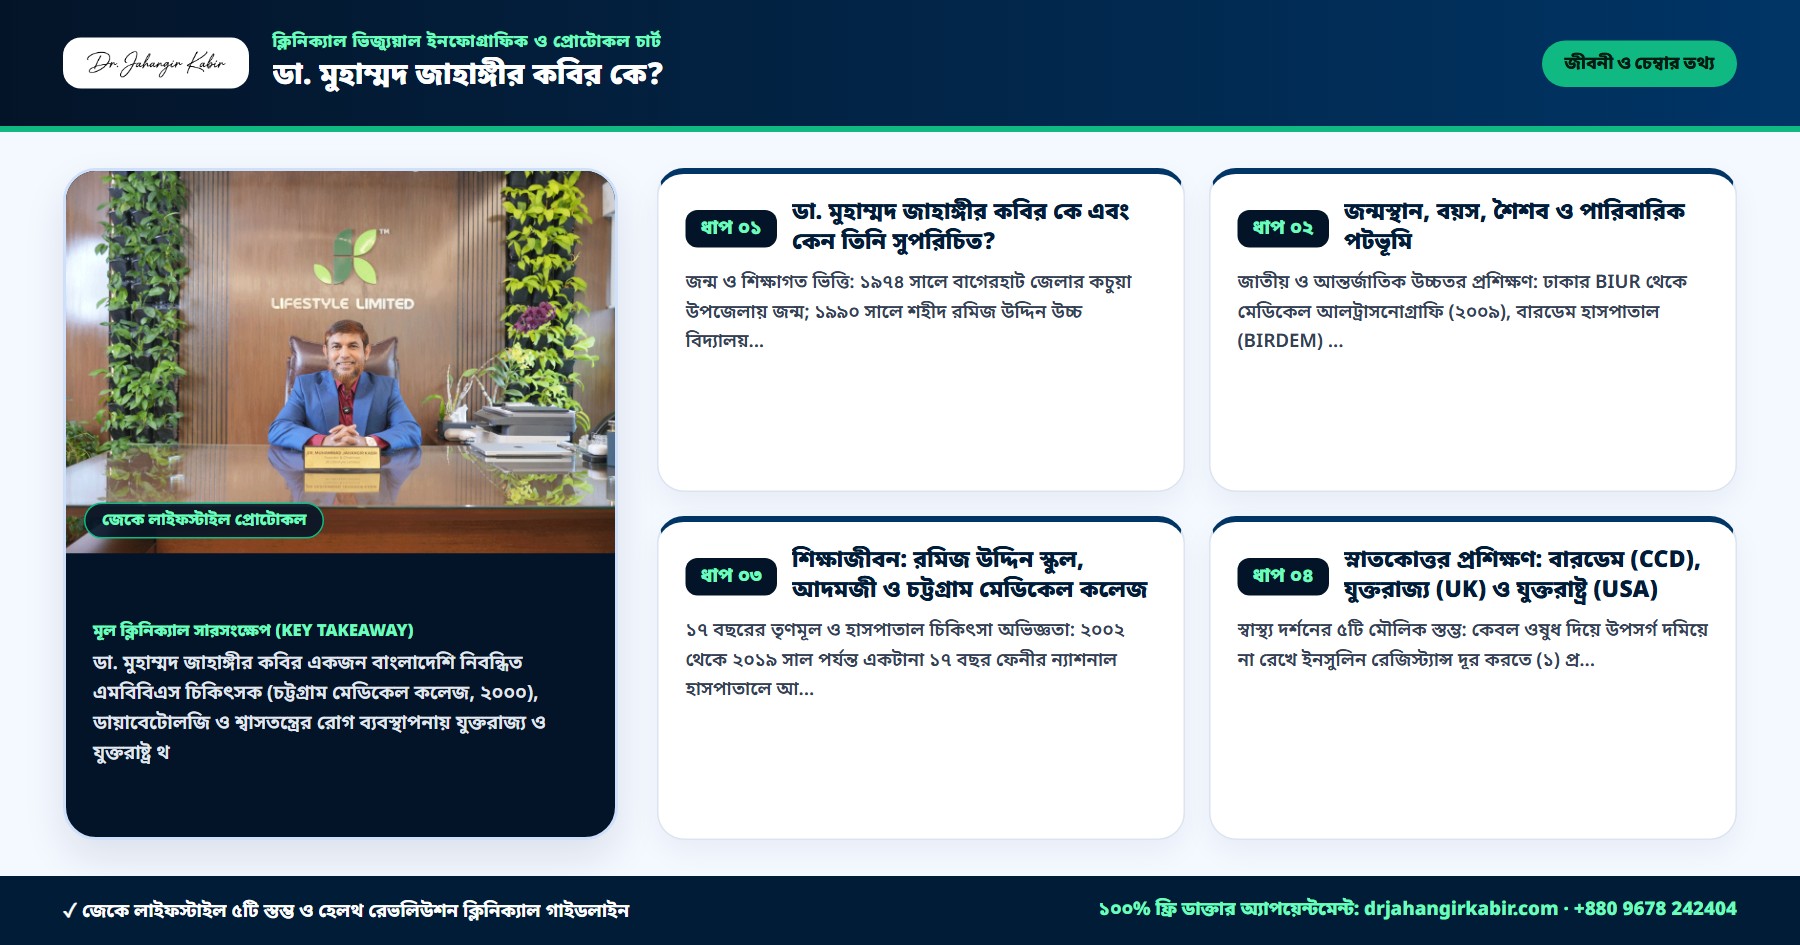 Dr. Jahangir Kabir
ক্লিনিক্যাল ভিজ্যুয়াল ইনফোগ্রাফিক ও প্রোটোকল চার্ট
ডা. মুহাম্মদ জাহাঙ্গীর কবির কে?
জীবনী ও চেম্বার তথ্য
TM
LIFESTYLE LIMITED
DR. MUHAMMAD JAHANGIR KABIR
জেকে লাইফস্টাইল প্রোটোকল
মূল ক্লিনিক্যাল সারসংক্ষেপ (KEY TAKEAWAY)
ডা. মুহাম্মদ জাহাঙ্গীর কবির একজন বাংলাদেশি নিবন্ধিত
এমবিবিএস চিকিৎসক (চট্টগ্রাম মেডিকেল কলেজ, ২০০০),
ডায়াবেটোলজি ও শ্বাসতন্ত্রের রোগ ব্যবস্থাপনায় যুক্তরাজ্য ও
যুক্তরাষ্ট্র থ
ধাপ ০১
ডা. মুহাম্মদ জাহাঙ্গীর কবির কে এবং
কেন তিনি সুপরিচিত?
জন্ম ও শিক্ষাগত ভিত্তি: ১৯৭৪ সালে বাগেরহাট জেলার কচুয়া
উপজেলায় জন্ম; ১৯৯০ সালে শহীদ রমিজ উদ্দিন উচ্চ
বিদ্যালয়...
ধাপ ০২
জন্মস্থান, বয়স, শৈশব ও পারিবারিক
পটভূমি
জাতীয় ও আন্তর্জাতিক উচ্চতর প্রশিক্ষণ: ঢাকার BIUR থেকে
মেডিকেল আলট্রাসনোগ্রাফি (২০০৯), বারডেম হাসপাতাল
(BIRDEM) ...
ধাপ ০৩
শিক্ষাজীবন: রমিজ উদ্দিন স্কুল,
আদমজী ও চট্টগ্রাম মেডিকেল কলেজ
১৭ বছরের তৃণমূল ও হাসপাতাল চিকিৎসা অভিজ্ঞতা: ২০০২
থেকে ২০১৯ সাল পর্যন্ত একটানা ১৭ বছর ফেনীর ন্যাশনাল
হাসপাতালে আ...
ধাপ ০৪
স্নাতকোত্তর প্রশিক্ষণ: বারডেম (CCD),
যুক্তরাজ্য (UK) ও যুক্তরাষ্ট্র (USA)
স্বাস্থ্য দর্শনের ৫টি মৌলিক স্তম্ভ: কেবল ওষুধ দিয়ে উপসর্গ দমিয়ে
না রেখে ইনসুলিন রেজিস্ট্যান্স দূর করতে (১) প্র...
✓ জেকে লাইফস্টাইল ৫টি স্তম্ভ ও হেলথ রেভলিউশন ক্লিনিক্যাল গাইডলাইন
১০০% ফ্রি ডাক্তার অ্যাপয়েন্টমেন্ট: drjahangirkabir.com · +880 9678 242404